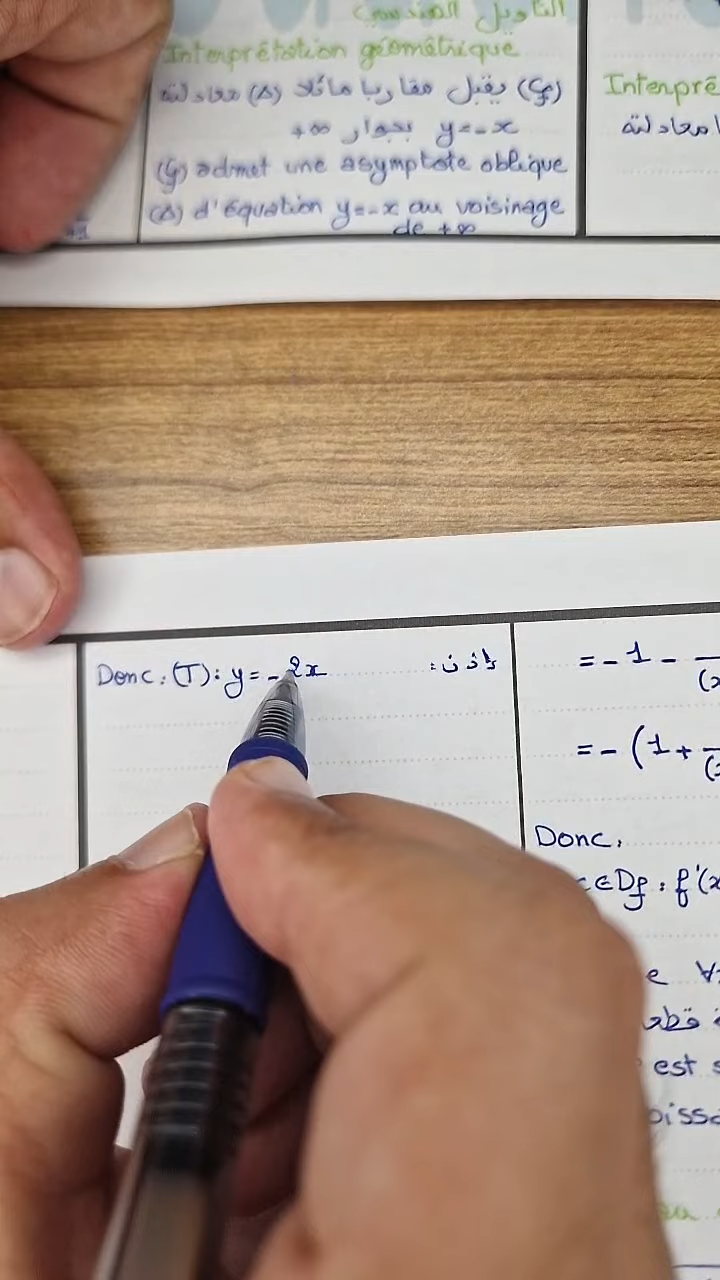 التأويل الهندسي
Interprétation géométrique
(Cf) يقبل مقاربا مائلا (Δ) معادلته
y=-x بجوار +∞
(Cf) admet une asymptote oblique
(Δ) d'équation y=-x au voisinage
de +∞
Interpré
Donc: (T): y=-2x إذن:
=-1-
=-(1+
Donc,
∈Df: f'(x
e ∀
est s
oissa